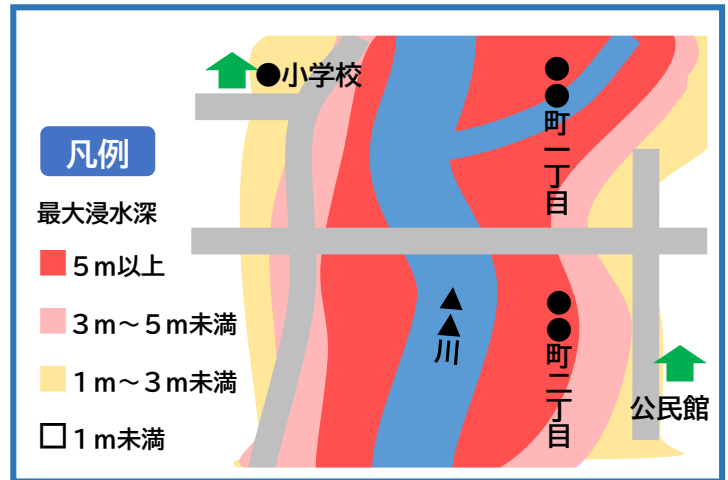 ●小学校
●●町一丁目
凡例
最大浸水深
５ｍ以上
３ｍ～５ｍ未満
１ｍ～３ｍ未満
１ｍ未満
▲▲川
●●町二丁目
公民館